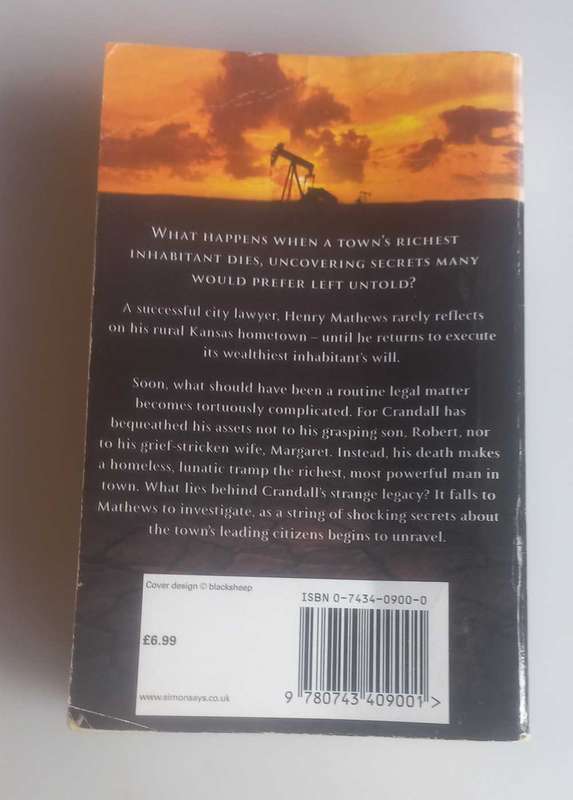 WHAT HAPPENS WHEN A TOWN'S RICHEST
INHABITANT DIES, UNCOVERING SECRETS MANY
WOULD PREFER LEFT UNTOLD?
A successful city lawyer, Henry Mathews rarely reflects
on his rural Kansas hometown – until he returns to execute
its wealthiest inhabitant's will.
Soon, what should have been a routine legal matter
becomes tortuously complicated. For Crandall has
bequeathed his assets not to his grasping son, Robert, nor
to his grief-stricken wife, Margaret. Instead, his death makes
a homeless, lunatic tramp the richest, most powerful man in
town. What lies behind Crandall's strange legacy? It falls to
Mathews to investigate, as a string of shocking secrets about
the town's leading citizens begins to unravel.
Cover design © blacksheep
ISBN 0-7434-0900-0
£6.99
www.simonsays.co.uk
9 780743 409001 >